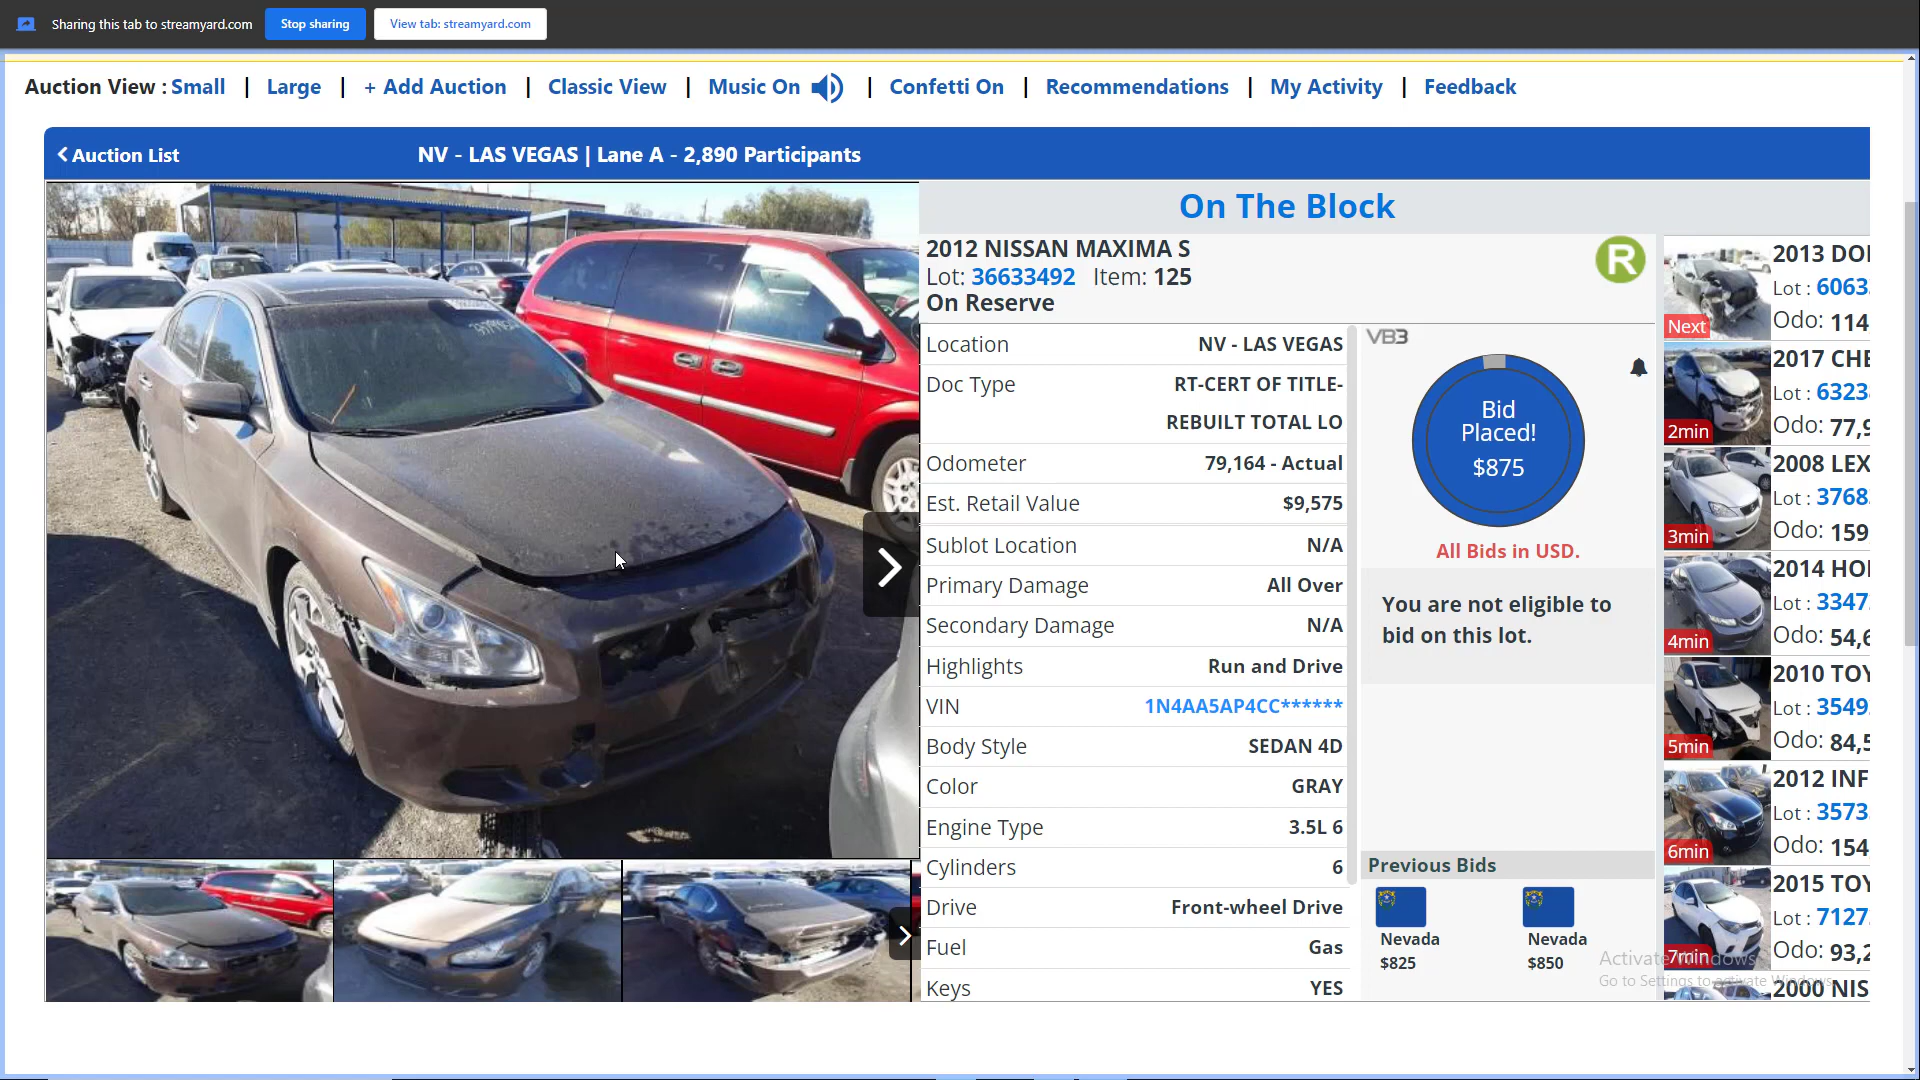 Sharing this tab to streamyard.com Stop sharing View tab: streamyard.com
Auction View : Small | Large | + Add Auction | Classic View | Music On | Confetti On | Recommendations | My Activity | Feedback
Auction List NV - LAS VEGAS | Lane A - 2,890 Participants
On The Block
2012 NISSAN MAXIMA S
Lot: 36633492 Item: 125
On Reserve
R
Location NV - LAS VEGAS
Doc Type RT-CERT OF TITLE-
REBUILT TOTAL LO
Odometer 79,164 - Actual
Est. Retail Value $9,575
Sublot Location N/A
Primary Damage All Over
Secondary Damage N/A
Highlights Run and Drive
VIN 1N4AA5AP4CC******
Body Style SEDAN 4D
Color GRAY
Engine Type 3.5L 6
Cylinders 6
Drive Front-wheel Drive
Fuel Gas
Keys YES
VB3
Bid
Placed!
$875
All Bids in USD.
You are not eligible to
bid on this lot.
Previous Bids
Nevada
$825
Nevada
$850
2013 DO
Lot : 6063
Odo: 114
Next
2017 CHE
Lot : 6323
Odo: 77,9
2min
2008 LEX
Lot : 3768
Odo: 159
3min
2014 HO
Lot : 3347
Odo: 54,6
4min
2010 TOY
Lot : 3549
Odo: 84,5
5min
2012 INF
Lot : 3573
Odo: 154
6min
2015 TOY
Lot : 7127
Odo: 93,2
7min
2000 NIS
Activate Windows
Go to Settings to activate Windows.